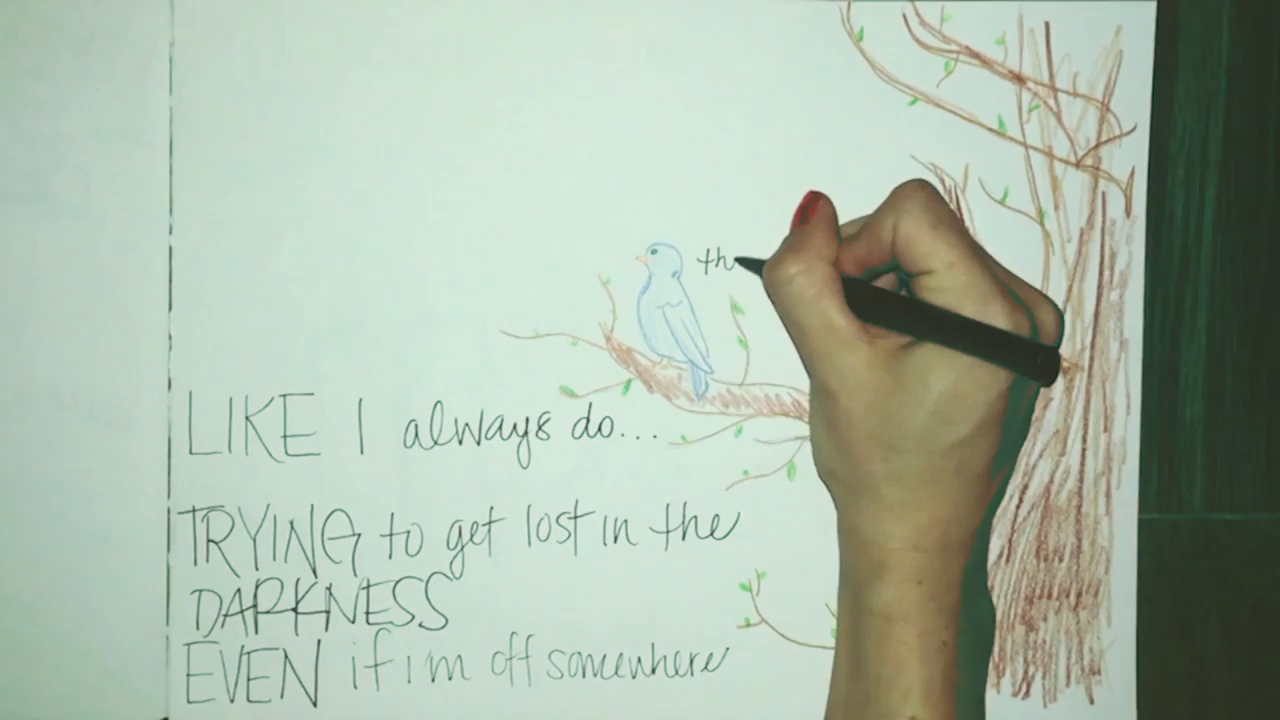 th
LIKE I always do...
TRYING to get lost in the
DARKNESS
EVEN if i'm off somewhere